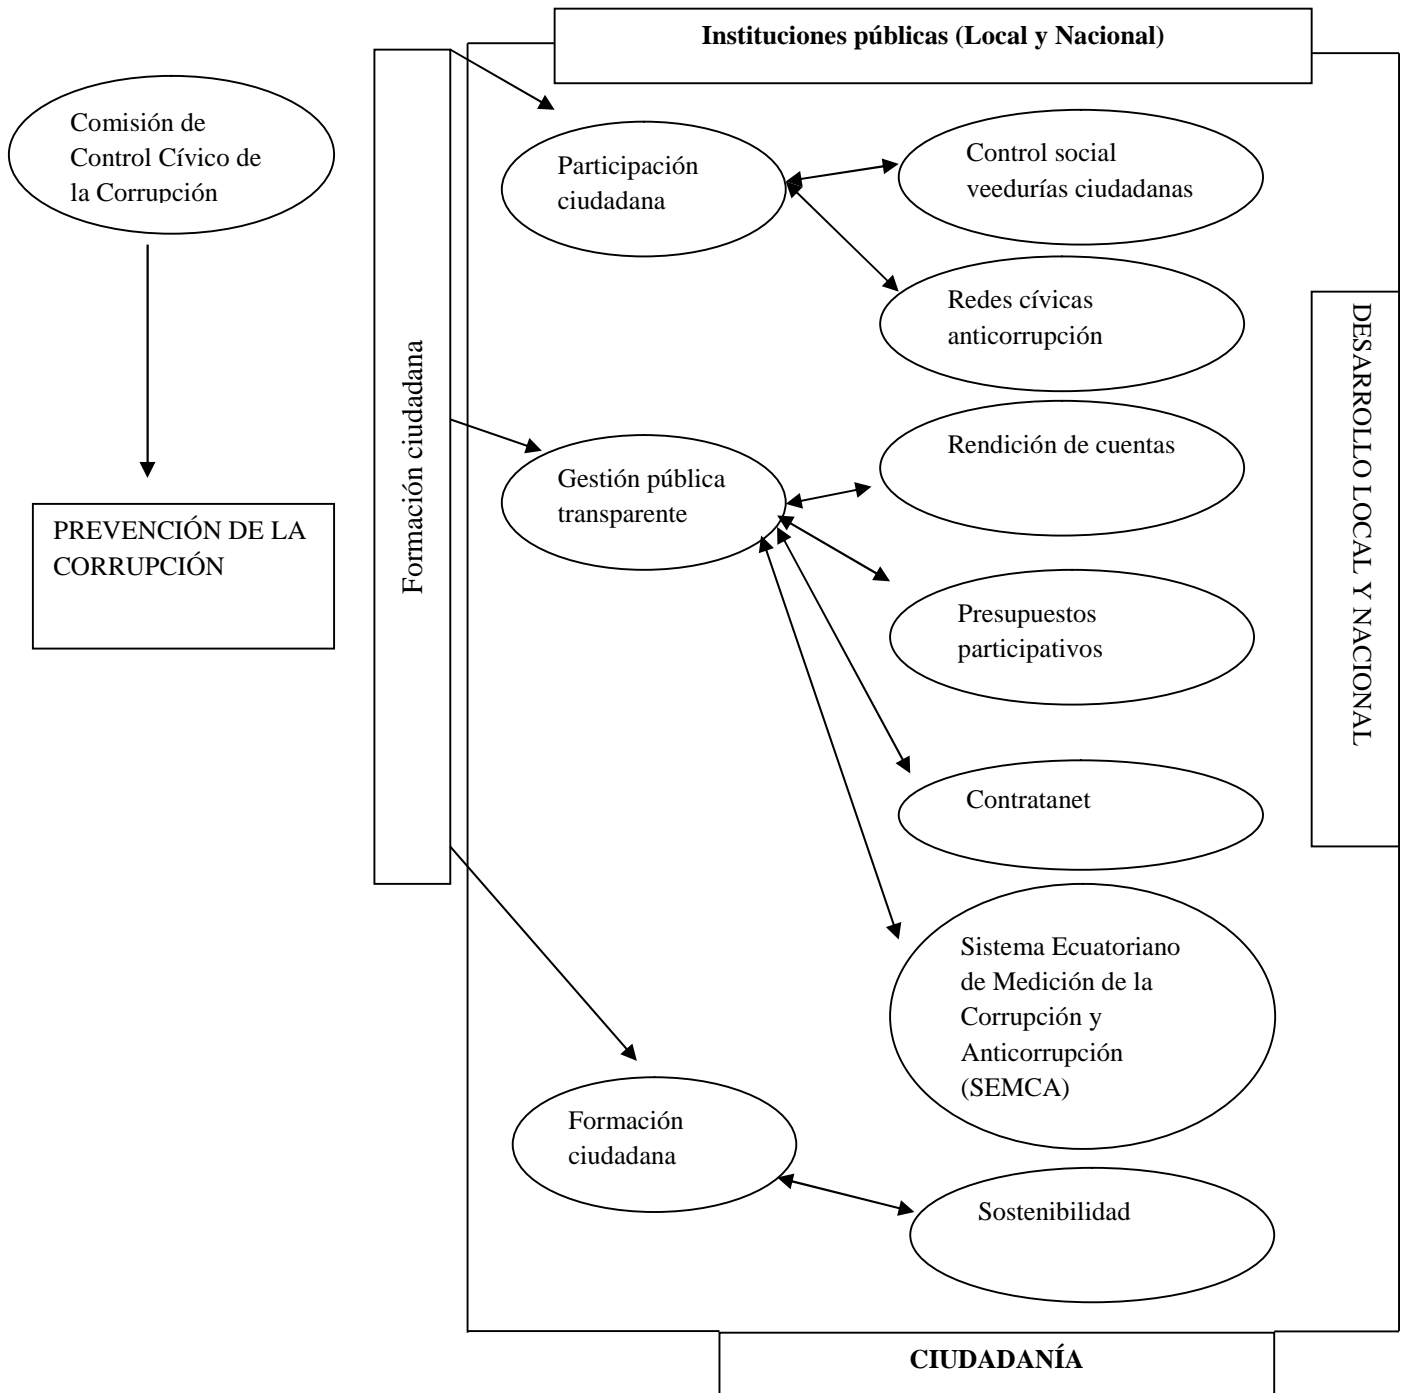 Instituciones públicas (Local y Nacional)
Comisión de
Control Cívico de
la Corrupción
PREVENCIÓN DE LA
CORRUPCIÓN
Formación ciudadana
Participación
ciudadana
Control social
veedurías ciudadanas
Redes cívicas
anticorrupción
Gestión pública
transparente
Rendición de cuentas
Presupuestos
participativos
Contratanet
Sistema Ecuatoriano
de Medición de la
Corrupción y
Anticorrupción
(SEMCA)
Formación
ciudadana
Sostenibilidad
DESARROLLO LOCAL Y NACIONAL
CIUDADANÍA